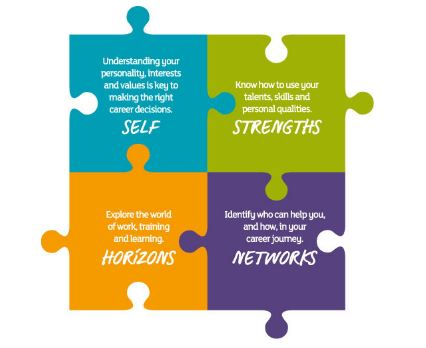 Understanding your
personality, interests
and values is key to
making the right
career decisions.
SELF
Know how to use your
talents, skills and
personal qualities.
STRENGTHS
Explore the world
of work, training
and learning.
HORIZONS
Identify who can help you,
and how, in your
career journey.
NETWORKS